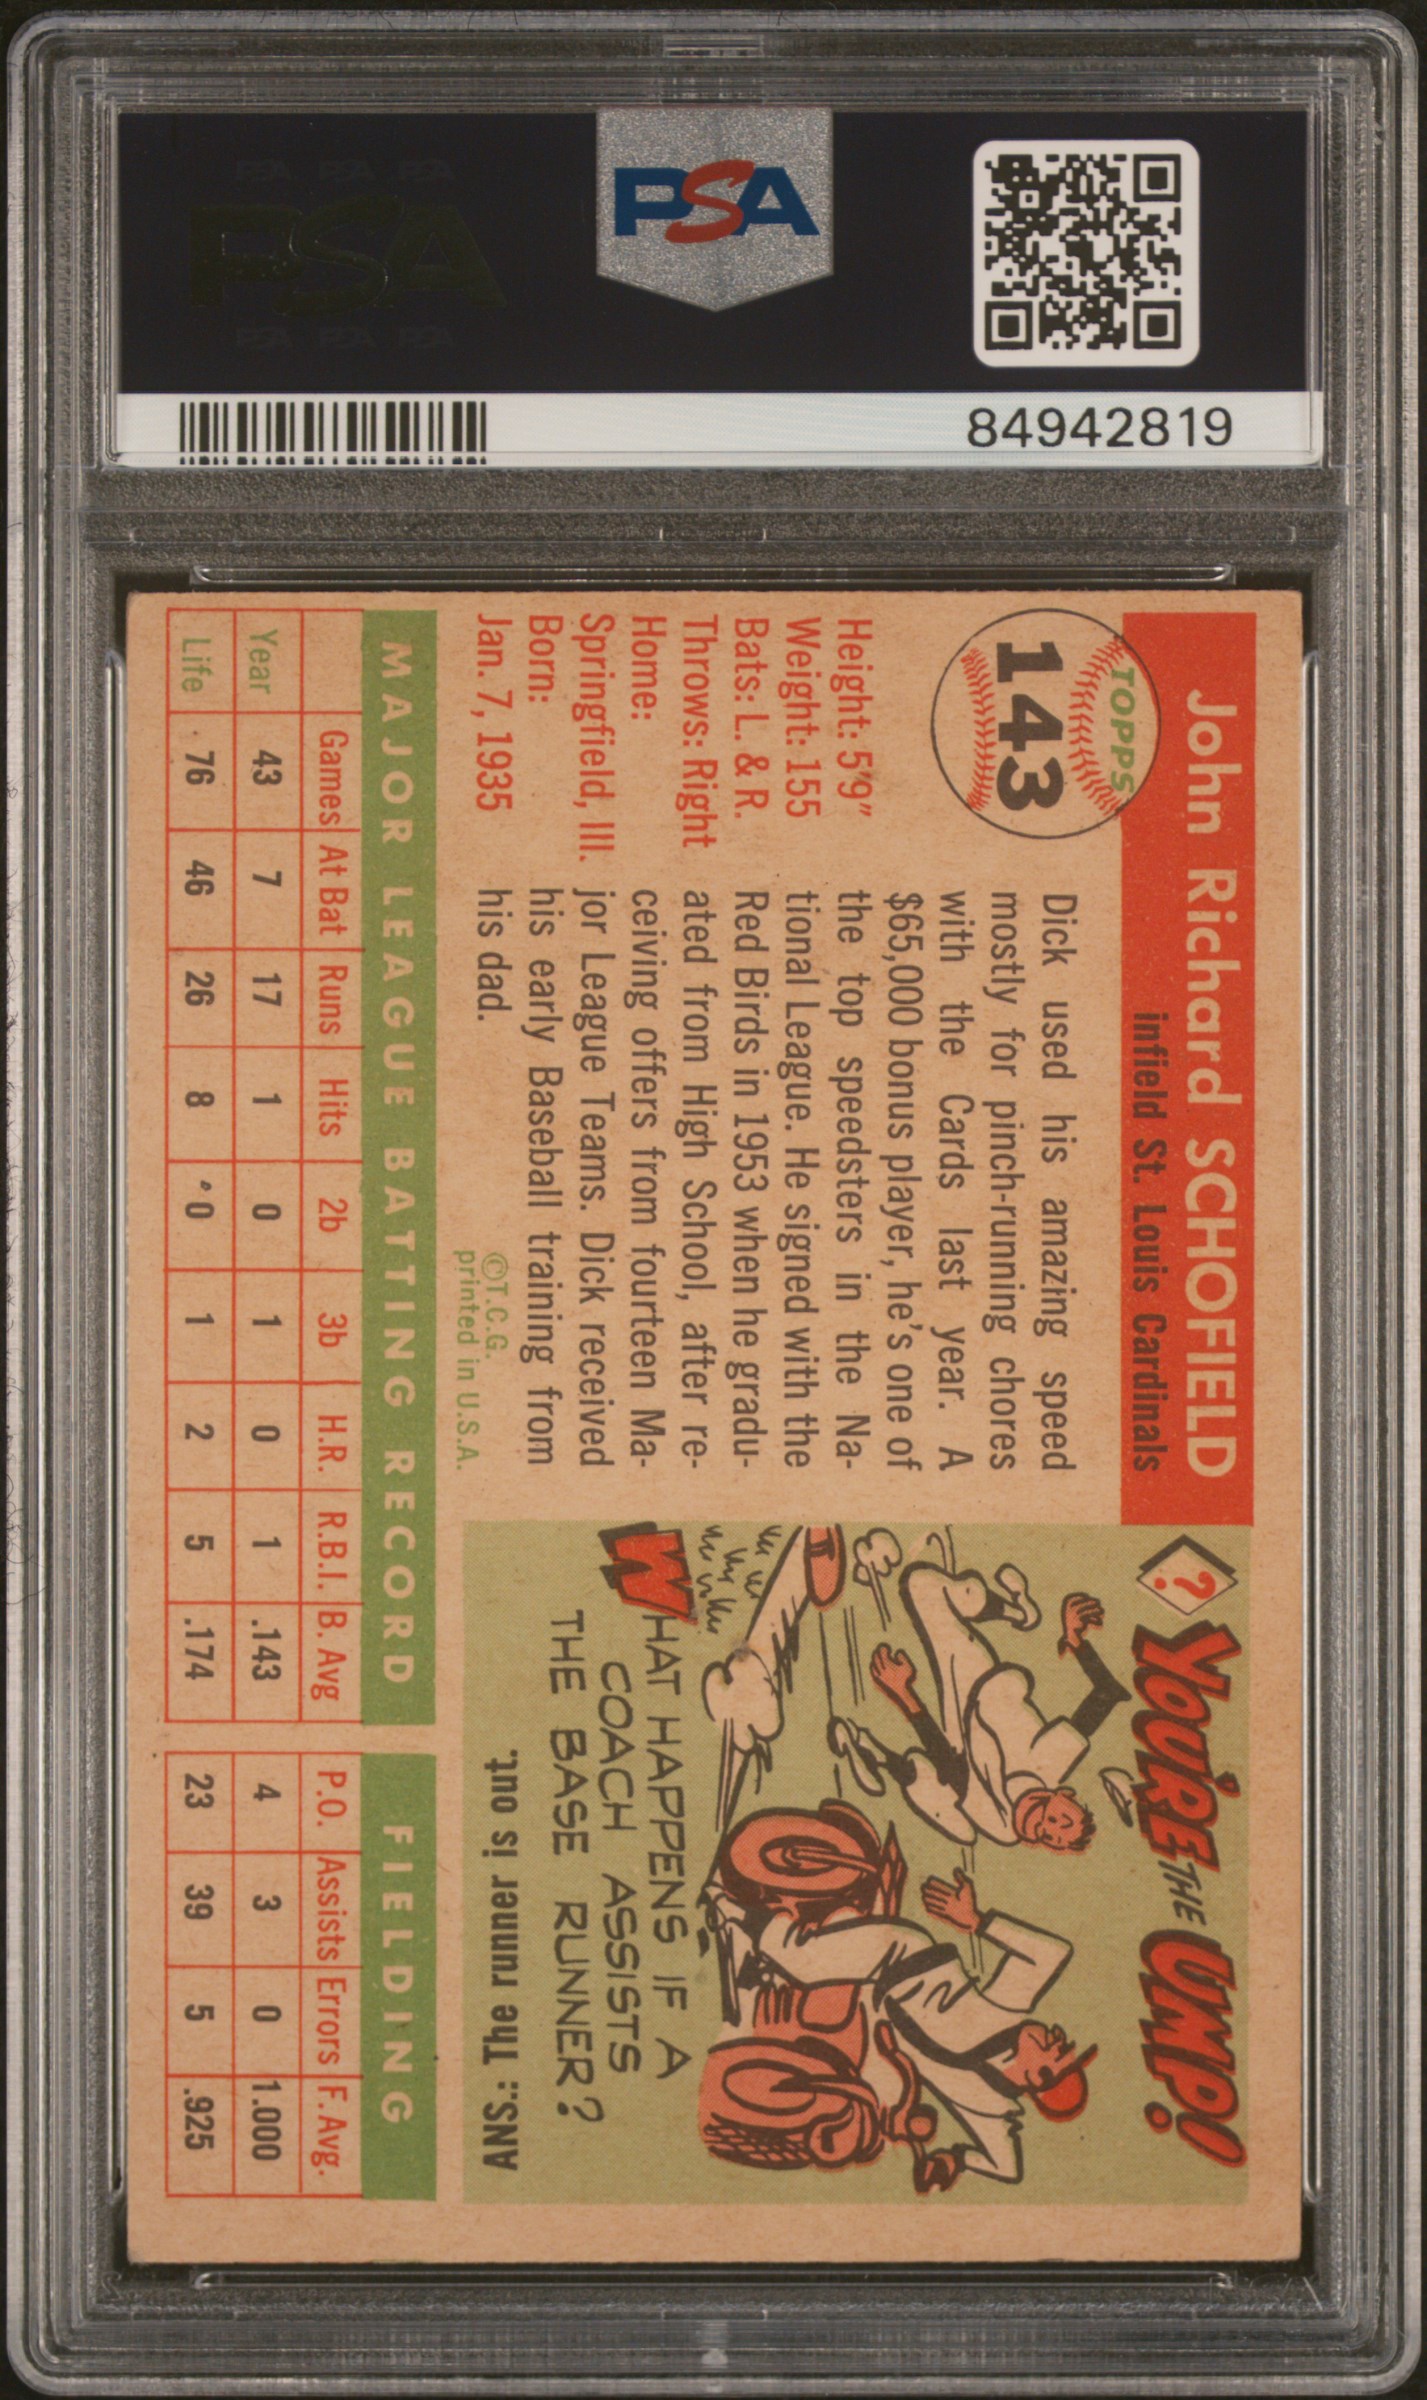 PSA
PSA PSA PSA
PSA
PSA PSA PSA
84942819
TOPPS
143
John Richard SCHOFIELD
infield St. Louis Cardinals
Height: 5'9"
Weight: 155
Bats: L. & R.
Throws: Right
Home:
Springfield, Ill.
Born:
Jan. 7, 1935
Dick used his amazing speed
mostly for pinch-running chores
with the Cards last year. A
$65,000 bonus player, he's one of
the top speedsters in the Na-
tional League. He signed with the
Red Birds in 1953 when he gradu-
ated from High School, after re-
ceiving offers from fourteen Ma-
jor League Teams. Dick received
his early Baseball training from
his dad.
©T.C.G.
printed in U.S.A.
? YOU'RE THE UMP!
WHAT HAPPENS IF A
COACH ASSISTS
THE BASE RUNNER?
ANS.: The runner is out.
MAJOR LEAGUE BATTING RECORD FIELDING
Games At Bat Runs Hits 2b 3b H.R. R.B.I. B. Avg P.O. Assists Errors F. Avg.
Year 43 7 17 1 0 1 0 1 .143 4 3 0 1.000
Life 76 46 26 8 0 1 2 5 .174 23 39 5 .925